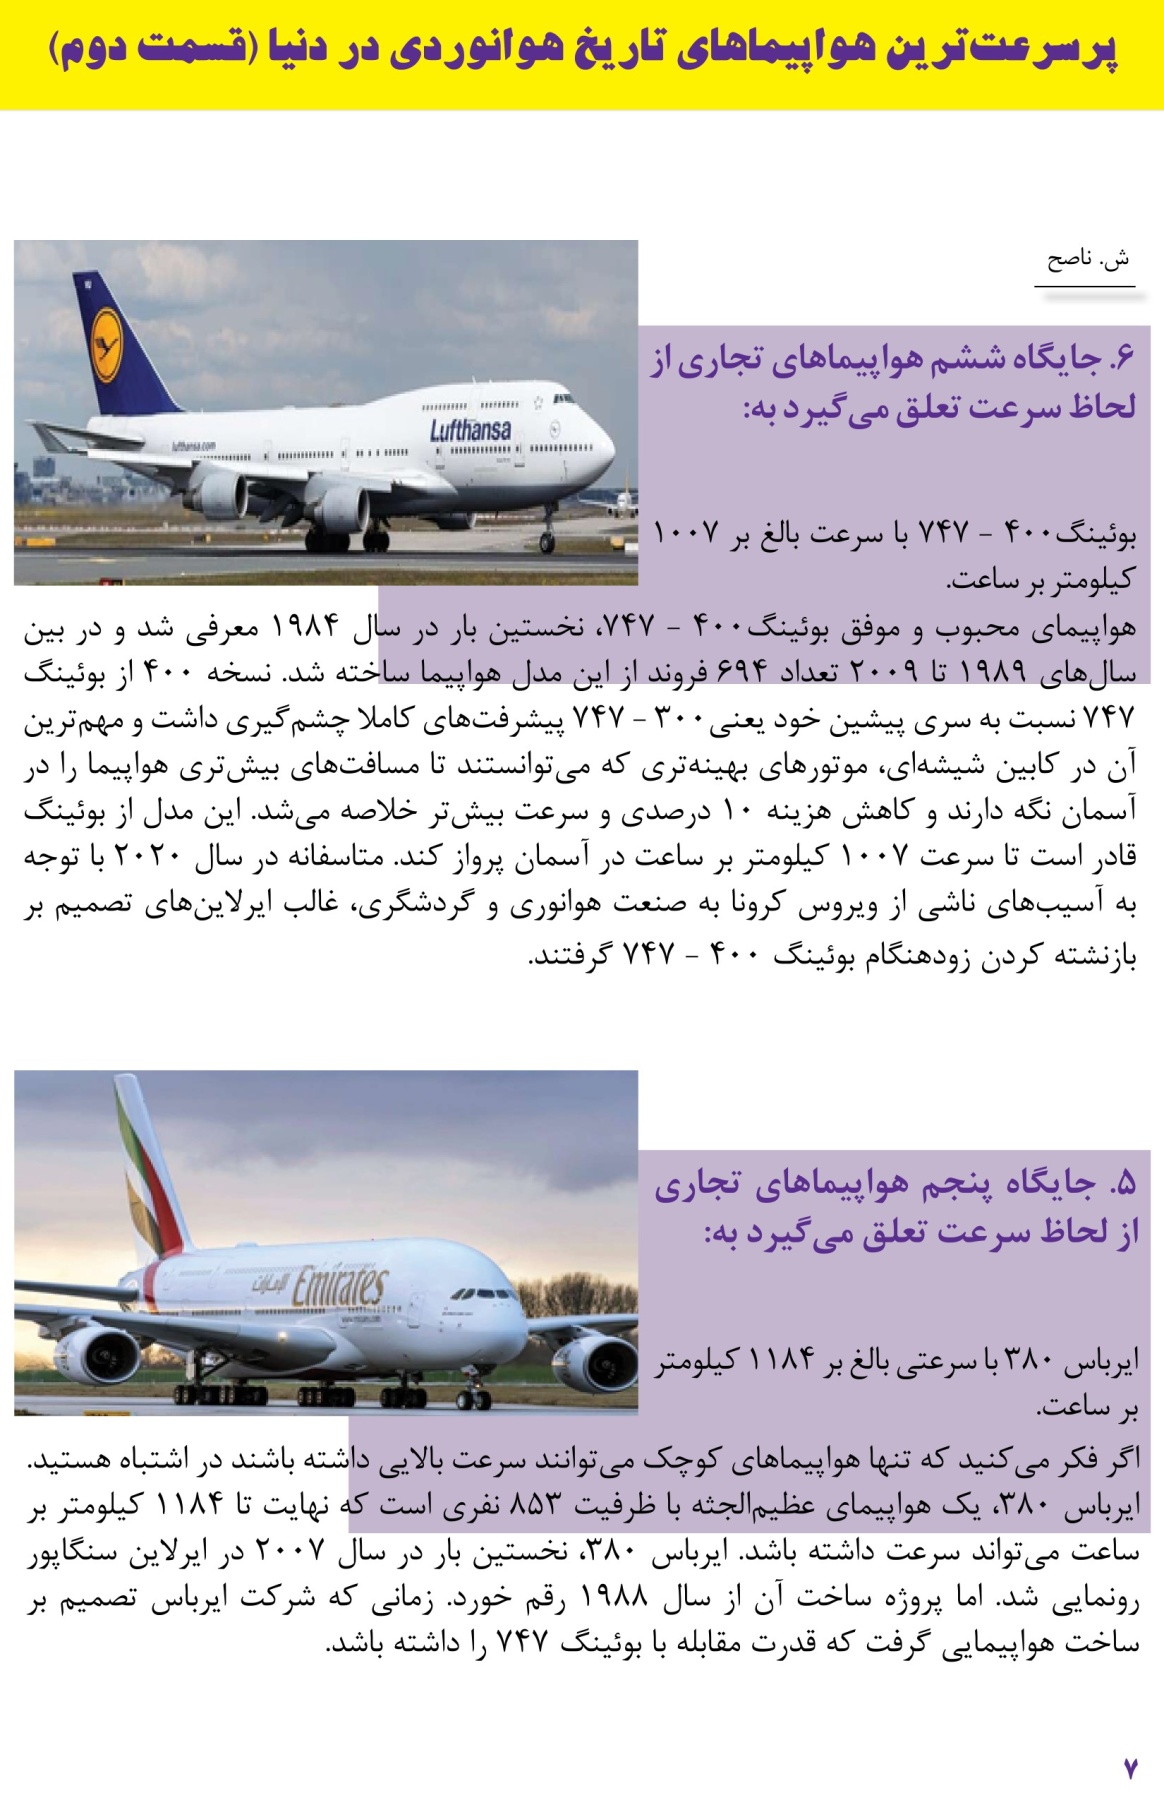 پرسرعت‌ترین هواپیماهای تاریخ هوانوردی در دنیا (قسمت دوم)
ش. ناصح
۶. جایگاه ششم هواپیماهای تجاری از
لحاظ سرعت تعلق می‌گیرد به:
Lufthansa
lufthansa.com
بوئینگ۴۰۰ - ۷۴۷ با سرعت بالغ بر ۱۰۰۷
کیلومتر بر ساعت.
هواپیمای محبوب و موفق بوئینگ۴۰۰ - ۷۴۷، نخستین بار در سال ۱۹۸۴ معرفی شد و در بین
سال‌های ۱۹۸۹ تا ۲۰۰۹ تعداد ۶۹۴ فروند از این مدل هواپیما ساخته شد. نسخه ۴۰۰ از بوئینگ
۷۴۷ نسبت به سری پیشین خود یعنی۳۰۰ - ۷۴۷ پیشرفت‌های کاملا چشم‌گیری داشت و مهم‌ترین
آن در کابین شیشه‌ای، موتورهای بهینه‌تری که می‌توانستند تا مسافت‌های بیش‌تری هواپیما را در
آسمان نگه دارند و کاهش هزینه ۱۰ درصدی و سرعت بیش‌تر خلاصه می‌شد. این مدل از بوئینگ
قادر است تا سرعت ۱۰۰۷ کیلومتر بر ساعت در آسمان پرواز کند. متاسفانه در سال ۲۰۲۰ با توجه
به آسیب‌های ناشی از ویروس کرونا به صنعت هوانوری و گردشگری، غالب ایرلاین‌های تصمیم بر
بازنشته کردن زودهنگام بوئینگ ۴۰۰ - ۷۴۷ گرفتند.
۵. جایگاه پنجم هواپیماهای تجاری
از لحاظ سرعت تعلق می‌گیرد به:
Emirates الإمارات
ایرباس ۳۸۰ با سرعتی بالغ بر ۱۱۸۴ کیلومتر
بر ساعت.
اگر فکر می‌کنید که تنها هواپیماهای کوچک می‌توانند سرعت بالایی داشته باشند در اشتباه هستید.
ایرباس ۳۸۰، یک هواپیمای عظیم‌الجثه با ظرفیت ۸۵۳ نفری است که نهایت تا ۱۱۸۴ کیلومتر بر
ساعت می‌تواند سرعت داشته باشد. ایرباس ۳۸۰، نخستین بار در سال ۲۰۰۷ در ایرلاین سنگاپور
رونمایی شد. اما پروژه ساخت آن از سال ۱۹۸۸ رقم خورد. زمانی که شرکت ایرباس تصمیم بر
ساخت هواپیمایی گرفت که قدرت مقابله با بوئینگ ۷۴۷ را داشته باشد.
۷